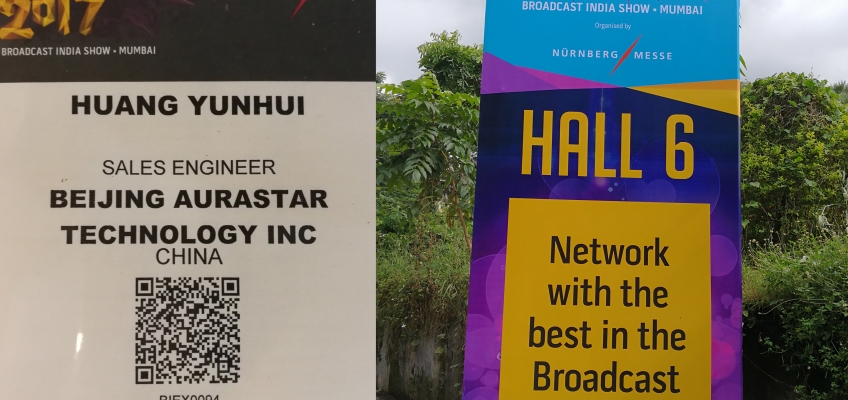 2017
BROADCAST INDIA SHOW • MUMBAI
HUANG YUNHUI
SALES ENGINEER
BEIJING AURASTAR
TECHNOLOGY INC
CHINA
BROADCAST INDIA SHOW • MUMBAI
Organised by
NÜRNBERG MESSE
HALL 6
Network
with the
best in the
Broadcast